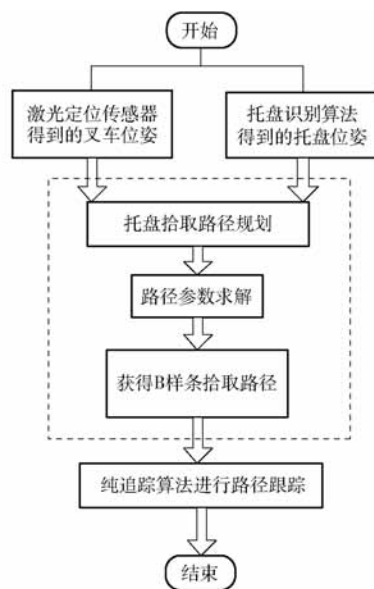 开始
激光定位传感器
得到的叉车位姿
托盘识别算法
得到的托盘位姿
托盘拾取路径规划
路径参数求解
获得B样条拾取路径
纯追踪算法进行路径跟踪
结束